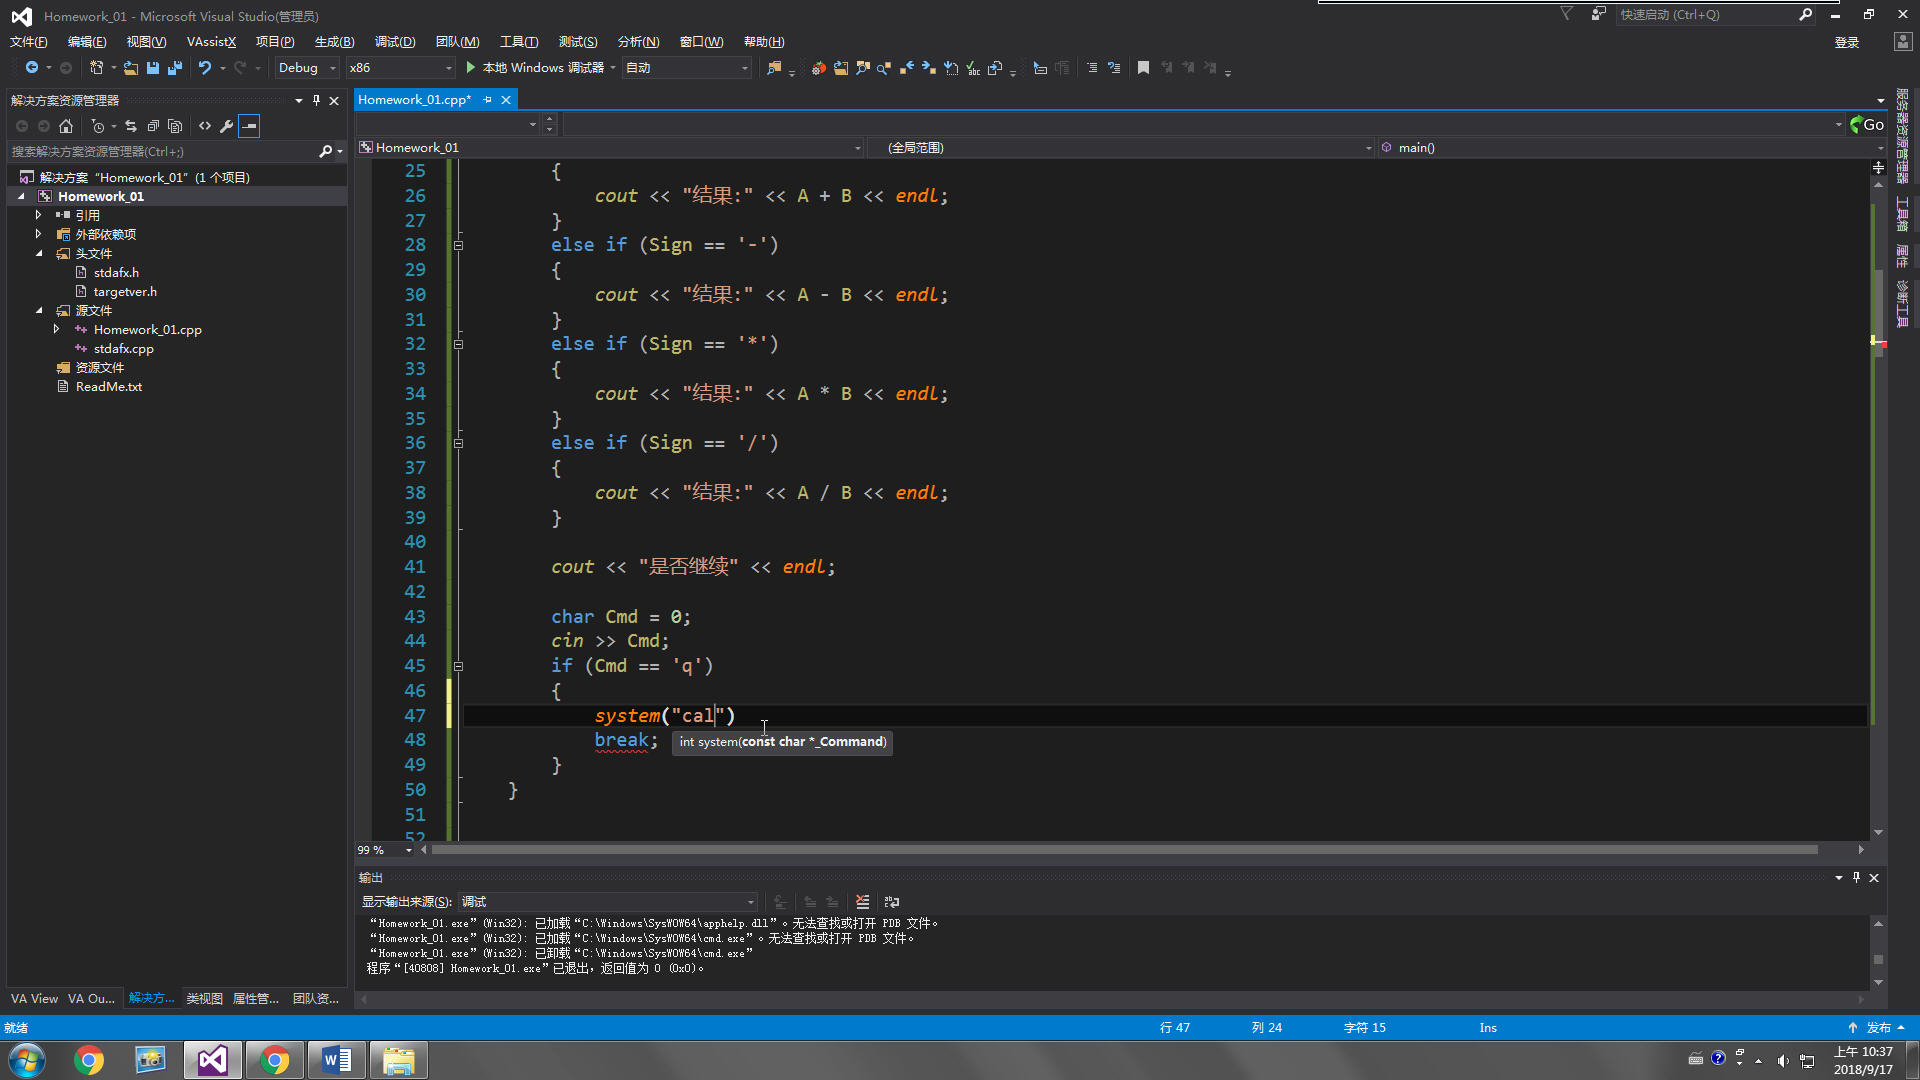 Homework_01 - Microsoft Visual Studio(管理员)
快速启动 (Ctrl+Q)
文件(F) 编辑(E) 视图(V) VAssistX 项目(P) 生成(B) 调试(D) 团队(M) 工具(T) 测试(S) 分析(N) 窗口(W) 帮助(H)
登录
Debug x86 本地 Windows 调试器 自动
解决方案资源管理器
搜索解决方案资源管理器(Ctrl+;)
解决方案 “Homework_01” (1 个项目)
Homework_01
引用
外部依赖项
头文件
stdafx.h
targetver.h
源文件
Homework_01.cpp
stdafx.cpp
资源文件
ReadMe.txt
VA View VA Ou... 解决方... 类视图 属性管... 团队资...
Homework_01.cpp*
Go
Homework_01 (全局范围) main()
25 {
26 cout << "结果:" << A + B << endl;
27 }
28 else if (Sign == '-')
29 {
30 cout << "结果:" << A - B << endl;
31 }
32 else if (Sign == '*')
33 {
34 cout << "结果:" << A * B << endl;
35 }
36 else if (Sign == '/')
37 {
38 cout << "结果:" << A / B << endl;
39 }
40
41 cout << "是否继续" << endl;
42
43 char Cmd = 0;
44 cin >> Cmd;
45 if (Cmd == 'q')
46 {
47 system("cal")
48 break;
int system(const char *_Command)
49 }
50 }
51
52
99 %
服务器资源管理器
工具箱
属性
诊断工具
输出
显示输出来源(S): 调试
“Homework_01.exe” (Win32): 已加载“C:\Windows\SysWOW64\apphelp.dll”。无法查找或打开 PDB 文件。
“Homework_01.exe” (Win32): 已加载“C:\Windows\SysWOW64\cmd.exe”。无法查找或打开 PDB 文件。
“Homework_01.exe” (Win32): 已卸载“C:\Windows\SysWOW64\cmd.exe”
程序“[40808] Homework_01.exe”已退出，返回值为 0 (0x0)。
就绪 行 47 列 24 字符 15 Ins 发布
上午 10:37
2018/9/17